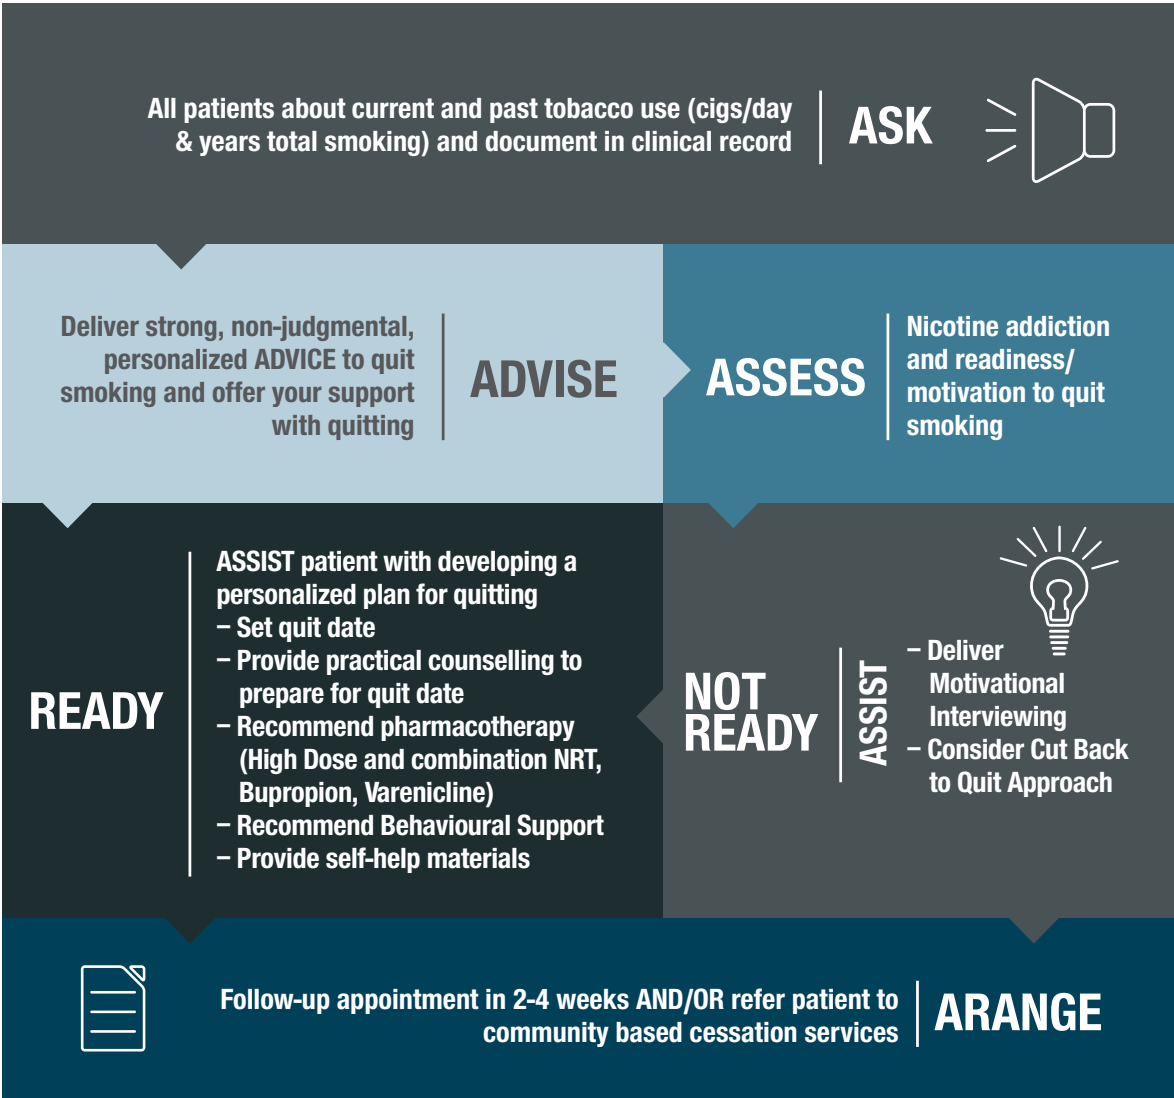 All patients about current and past tobacco use (cigs/day
& years total smoking) and document in clinical record
ASK
Deliver strong, non-judgmental,
personalized ADVICE to quit
smoking and offer your support
with quitting
ADVISE
ASSESS
Nicotine addiction
and readiness/
motivation to quit
smoking
READY
ASSIST patient with developing a
personalized plan for quitting
– Set quit date
– Provide practical counselling to
prepare for quit date
– Recommend pharmacotherapy
(High Dose and combination NRT,
Bupropion, Varenicline)
– Recommend Behavioural Support
– Provide self-help materials
NOT
READY
ASSIST
– Deliver
Motivational
Interviewing
– Consider Cut Back
to Quit Approach
Follow-up appointment in 2-4 weeks AND/OR refer patient to
community based cessation services
ARANGE